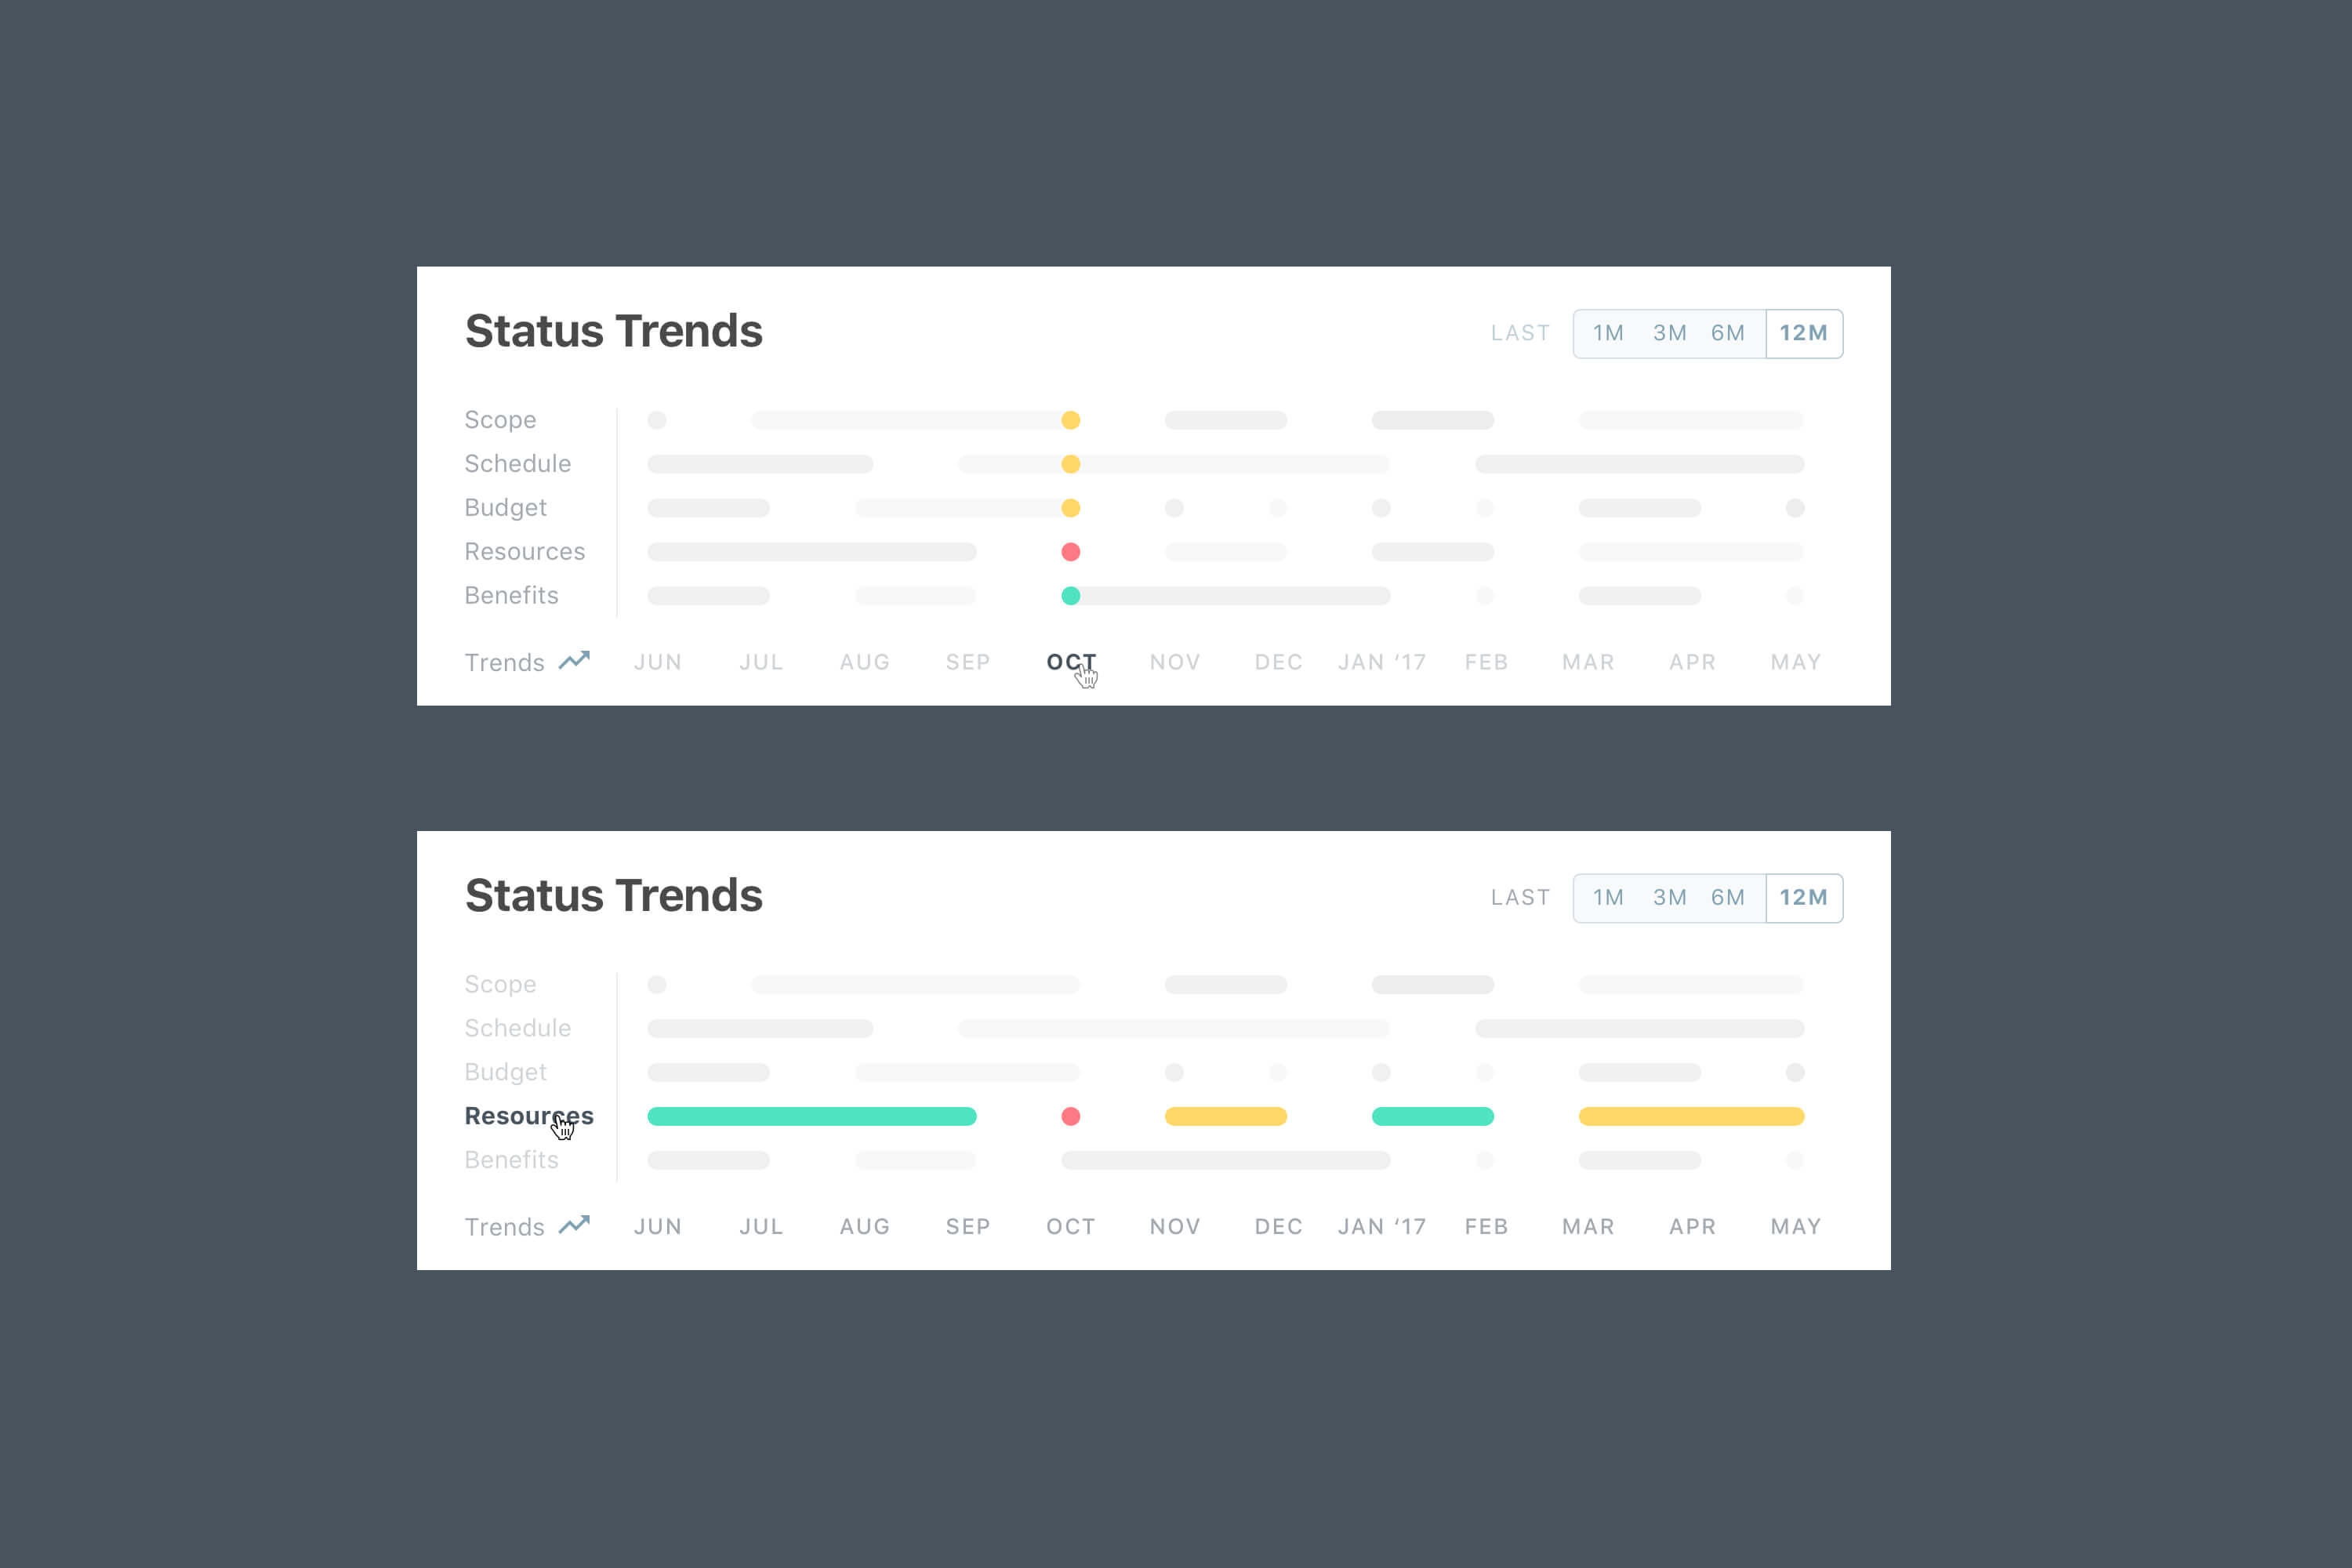 Status Trends
LAST 1M 3M 6M 12M
Scope
Schedule
Budget
Resources
Benefits
Trends JUN JUL AUG SEP OCT NOV DEC JAN ‘17 FEB MAR APR MAY
Status Trends
LAST 1M 3M 6M 12M
Scope
Schedule
Budget
Resources
Benefits
Trends JUN JUL AUG SEP OCT NOV DEC JAN ‘17 FEB MAR APR MAY